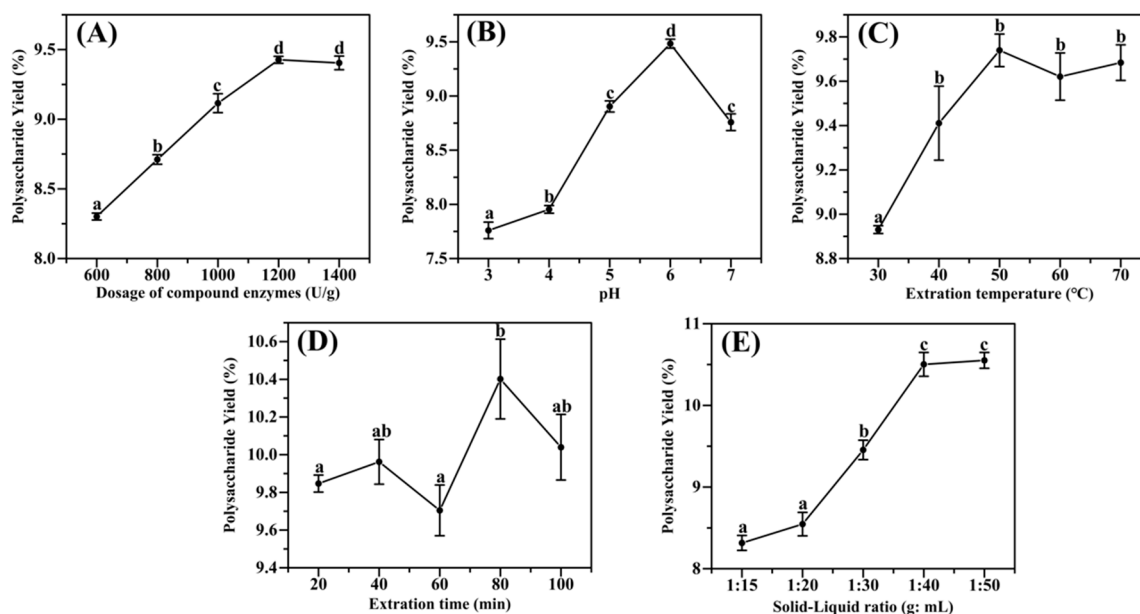 (A)
Polysaccharide Yield (%)
9.5
9.0
8.5
8.0
a
b
c
d
d
600 800 1000 1200 1400
Dosage of compound enzymes (U/g)
(B)
Polysaccharide Yield (%)
9.5
9.0
8.5
8.0
7.5
a
b
c
d
c
3 4 5 6 7
pH
(C)
Polysaccharide Yield (%)
9.8
9.6
9.4
9.2
9.0
8.8
a
b
b
b
b
30 40 50 60 70
Extration temperature (°C)
(D)
Polysaccharide Yield (%)
10.6
10.4
10.2
10.0
9.8
9.6
9.4
a
ab
a
b
ab
20 40 60 80 100
Extration time (min)
(E)
Polysaccharide Yield (%)
11
10
9
8
a
a
b
c
c
1:15 1:20 1:30 1:40 1:50
Solid-Liquid ratio (g: mL)